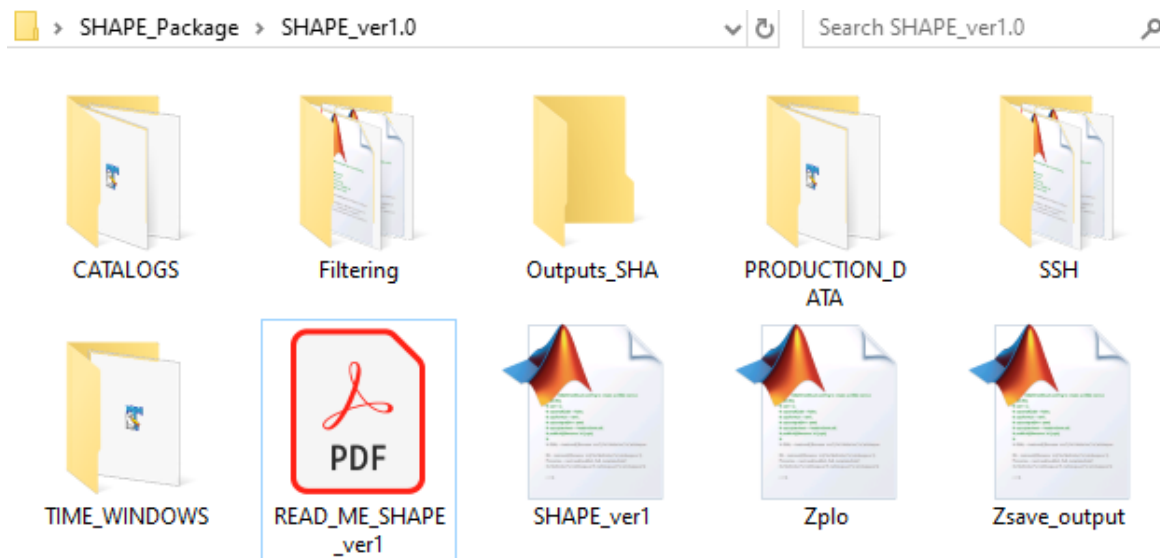 SHAPE_Package > SHAPE_ver1.0
Search SHAPE_ver1.0
CATALOGS
Filtering
Outputs_SHA
PRODUCTION_D
ATA
SSH
TIME_WINDOWS
PDF
READ_ME_SHAPE
_ver1
SHAPE_ver1
Zplo
Zsave_output